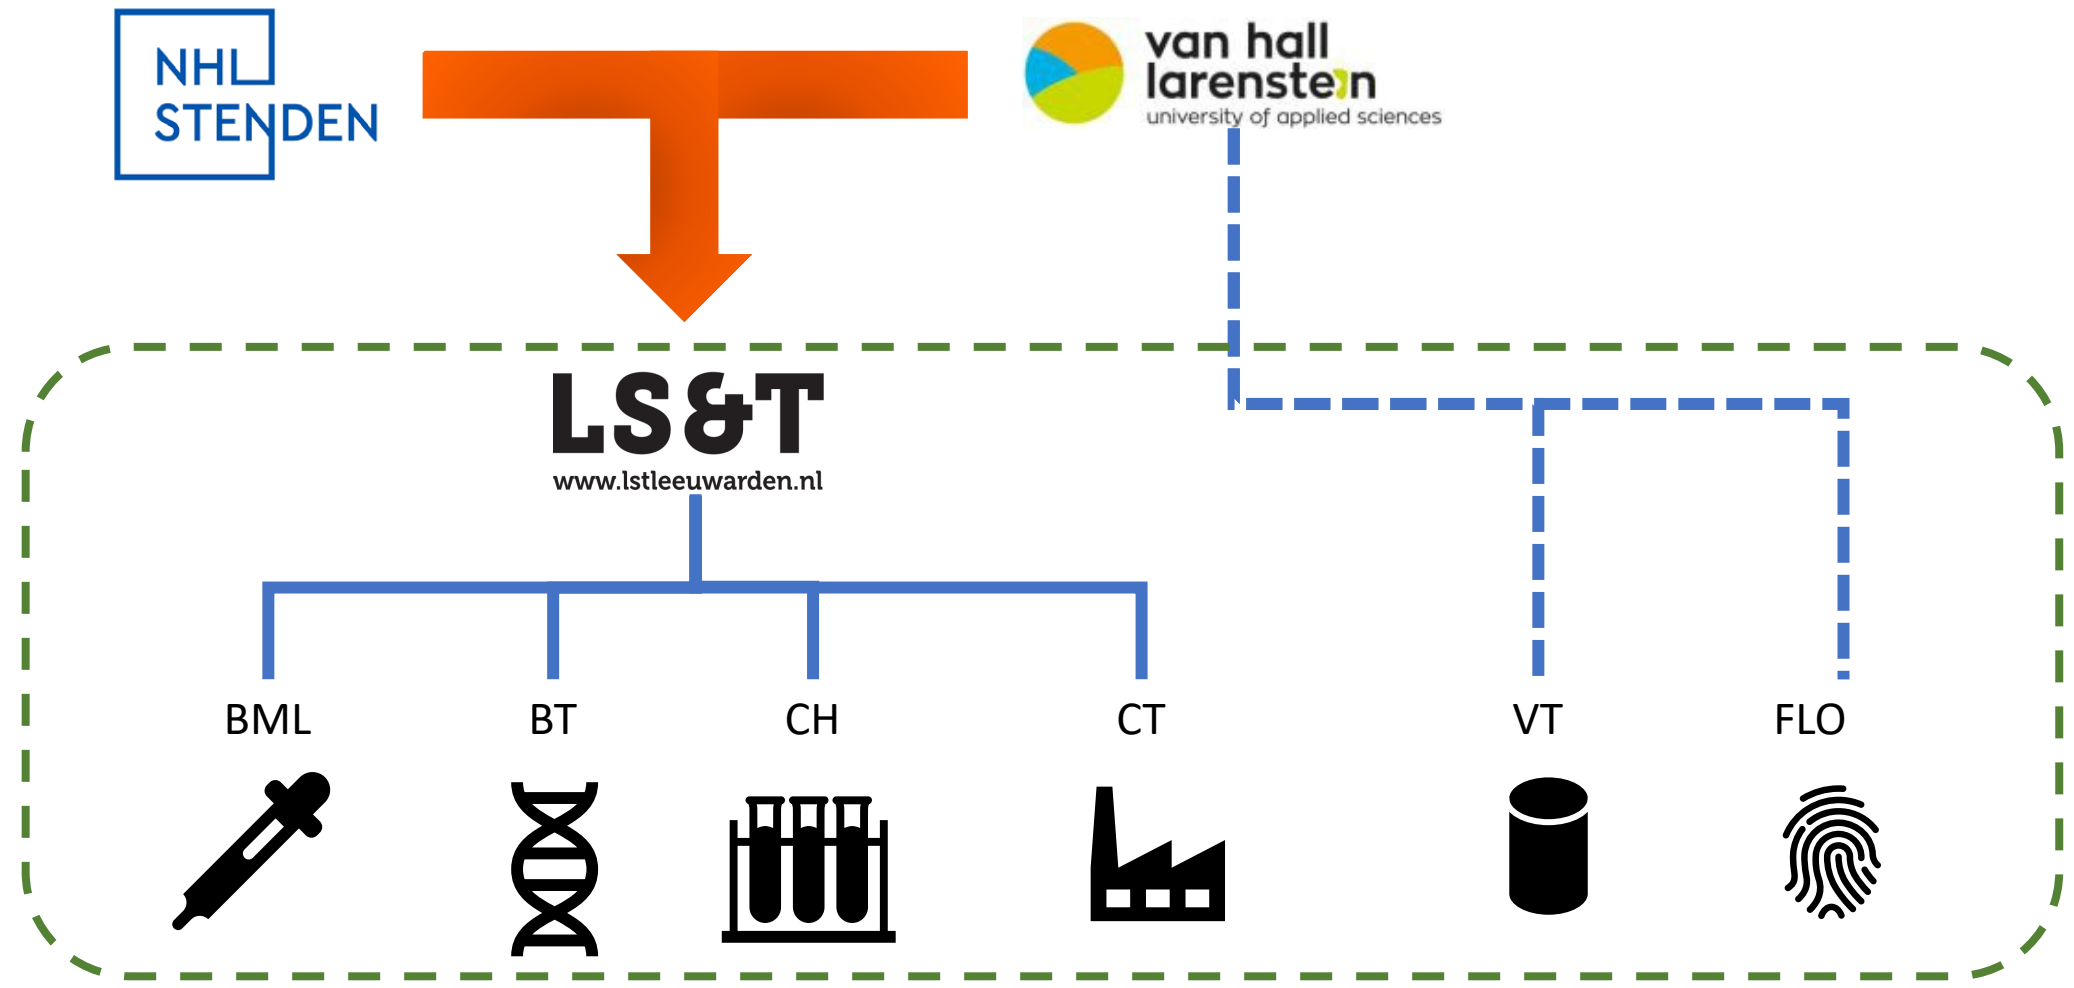 NHL
STENDEN
van hall
larenstein
university of applied sciences
LS&T
www.lstleeuwarden.nl
BML
BT
CH
CT
VT
FLO